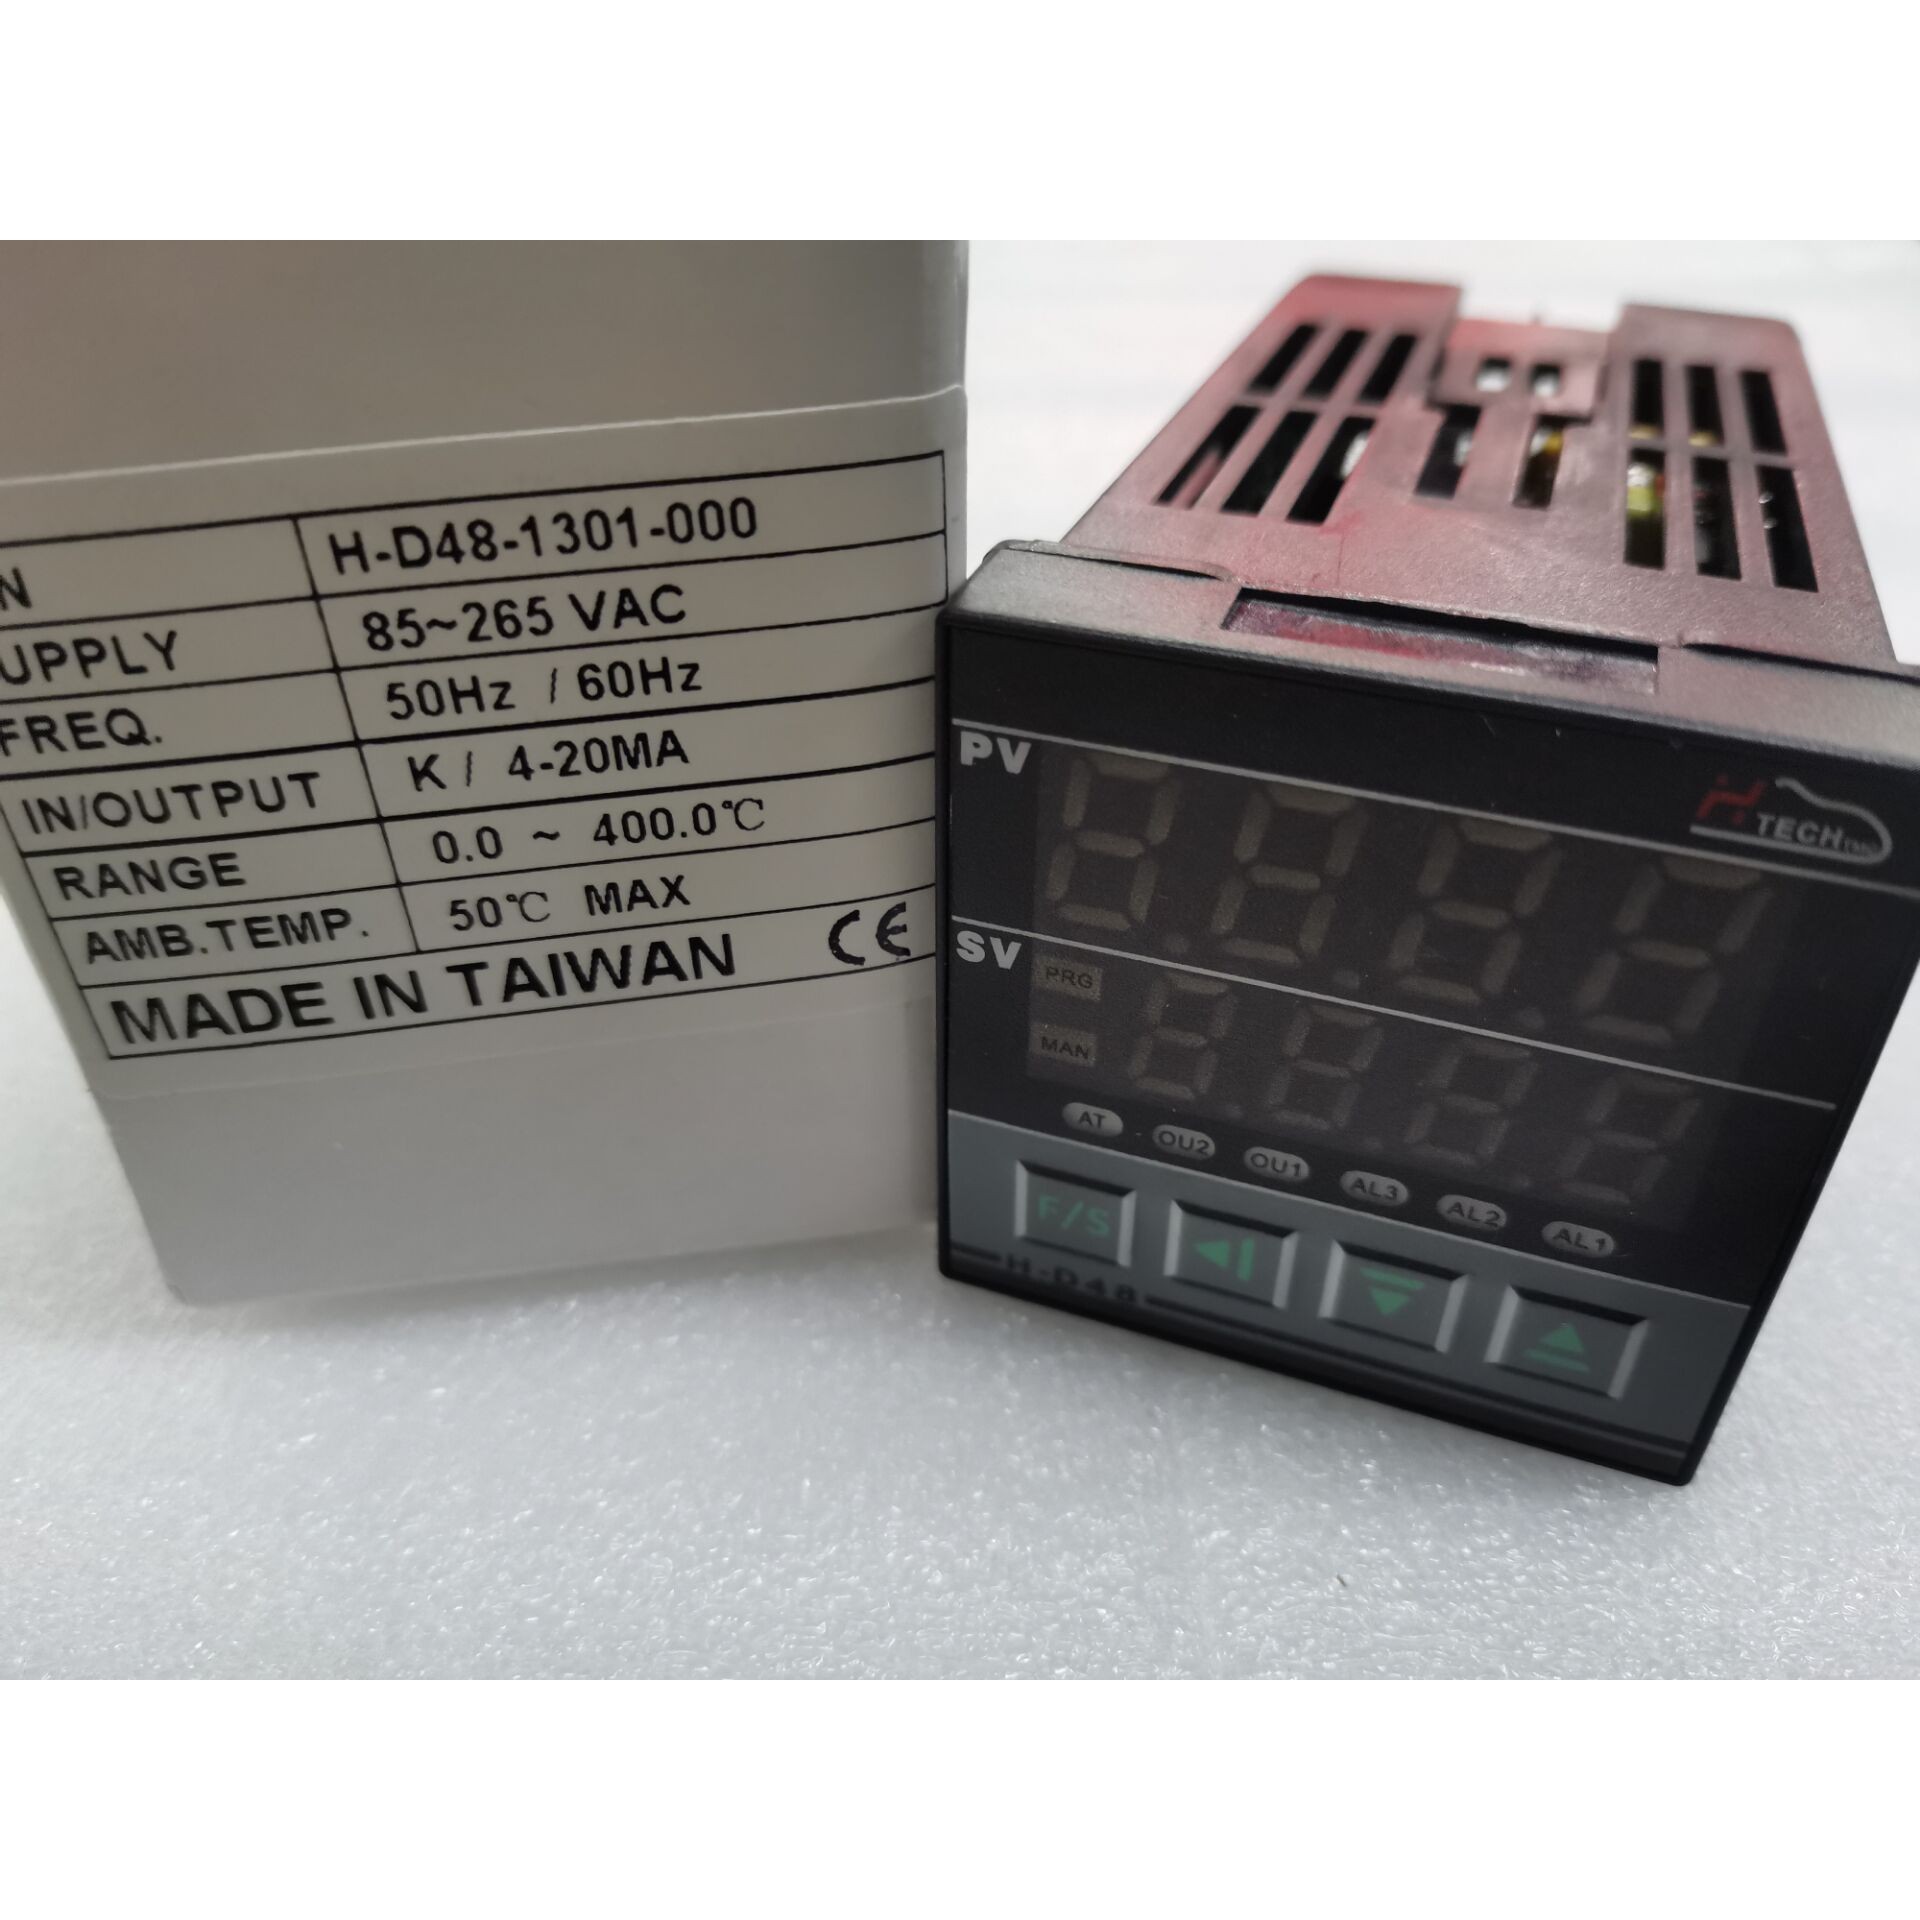 N H-D48-1301-000
UPPLY 85~265 VAC
FREQ. 50Hz / 60Hz
IN/OUTPUT K / 4-20MA
RANGE 0.0 ~ 400.0℃
AMB.TEMP. 50℃ MAX
MADE IN TAIWAN CE
PV
TECH
SV
PRG
MAN
AT OU2 OU1 AL3 AL2 AL1
F/S
H-D48